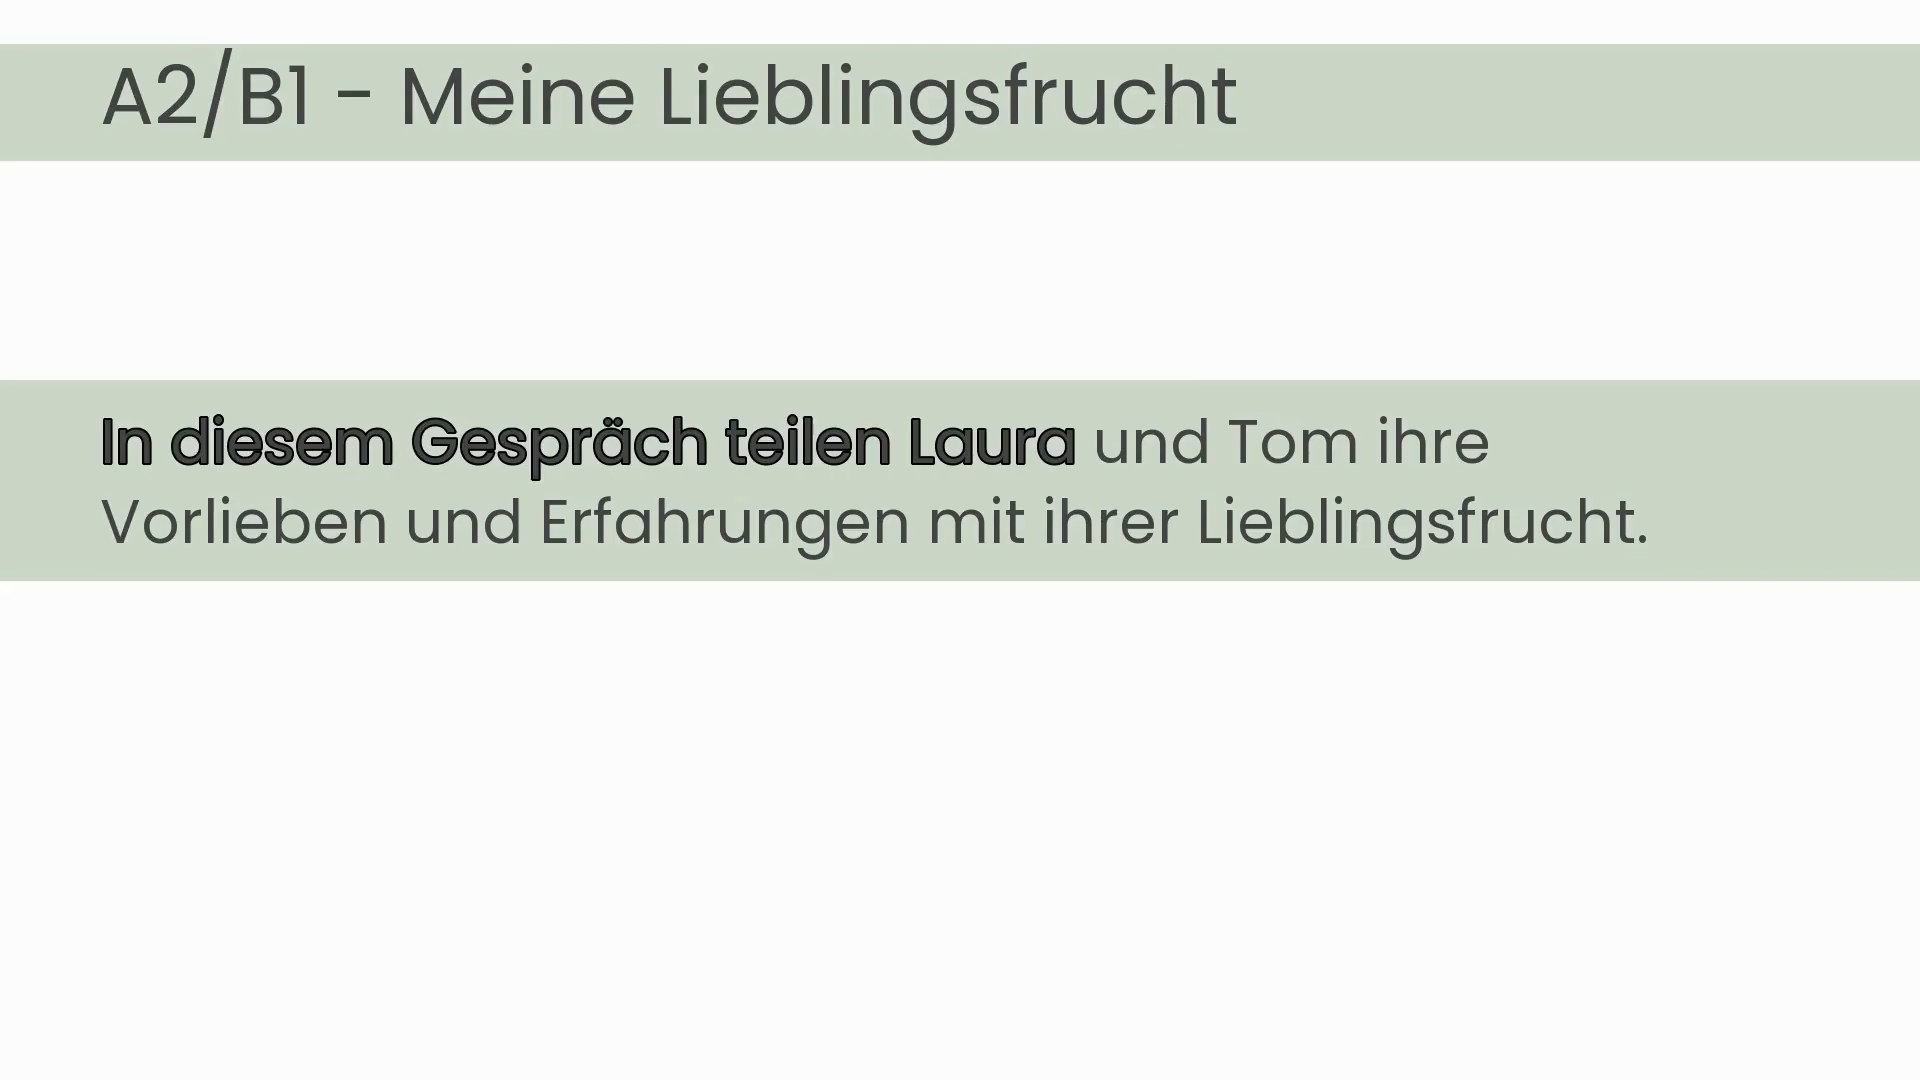 A2/B1 - Meine Lieblingsfrucht
In diesem Gespräch teilen Laura und Tom ihre
Vorlieben und Erfahrungen mit ihrer Lieblingsfrucht.